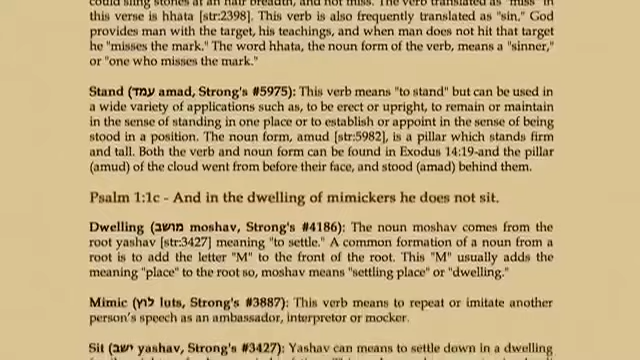 could sling stones at an hair breadth, and not miss. The verb translated as "miss" in
this verse is hhata [str:2398]. This verb is also frequently translated as "sin." God
provides man with the target, his teachings, and when man does not hit that target
he "misses the mark." The word hhata, the noun form of the verb, means a "sinner,"
or "one who misses the mark."
Stand (עמד amad, Strong's #5975): This verb means "to stand" but can be used in
a wide variety of applications such as, to be erect or upright, to remain or maintain
in the sense of standing in one place or to establish or appoint in the sense of being
stood in a position. The noun form, amud [str:5982], is a pillar which stands firm
and tall. Both the verb and noun form can be found in Exodus 14:19-and the pillar
(amud) of the cloud went from before their face, and stood (amad) behind them.
Psalm 1:1c - And in the dwelling of mimickers he does not sit.
Dwelling (מושב moshav, Strong's #4186): The noun moshav comes from the
root yashav [str:3427] meaning "to settle." A common formation of a noun from a
root is to add the letter "M" to the front of the root. This "M" usually adds the
meaning "place" to the root so, moshav means "settling place" or "dwelling."
Mimic (לוץ luts, Strong's #3887): This verb means to repeat or imitate another
person's speech as an ambassador, interpretor or mocker.
Sit (ישב yashav, Strong's #3427): Yashav can means to settle down in a dwelling